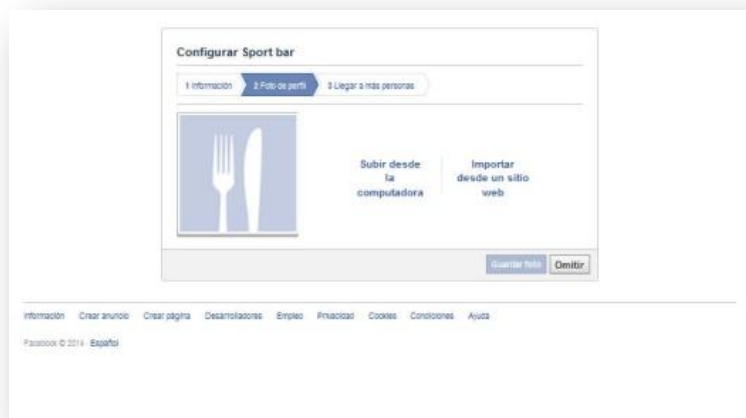 Configurar Sport bar
1 Información 2 Foto de perfil 3 Llegar a más personas
Subir desde
la
computadora
Importar
desde un sitio
web
Guardar foto Omitir
Información Crear anuncio Crear página Desarrolladores Empleo Privacidad Cookies Condiciones Ayuda
Facebook © 2014 · Español